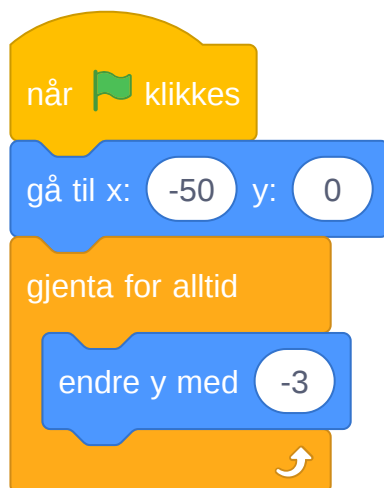 når klikkes
gå til x: -50 y: 0
gjenta for alltid
endre y med -3